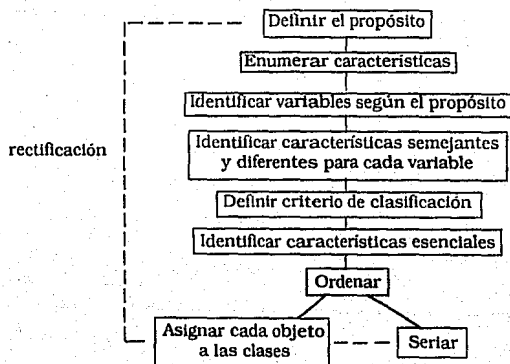 Definir el propósito
Enumerar características
Identificar variables según el propósito
rectificación
Identificar características semejantes
y diferentes para cada variable
Definir criterio de clasificación
Identificar características esenciales
Ordenar
Asignar cada objeto
a las clases
Seriar